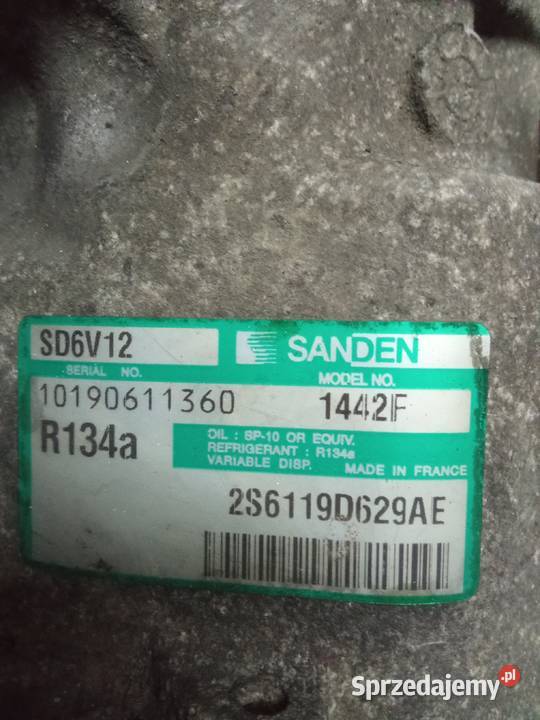 SD6V12
SANDEN
SERIAL NO.
MODEL NO.
10190611360
1442F
R134a
OIL : SP-10 OR EQUIV.
REFRIGERANT : R134a
VARIABLE DISP.
MADE IN FRANCE
2S6119D629AE
Sprzedajemy.pl